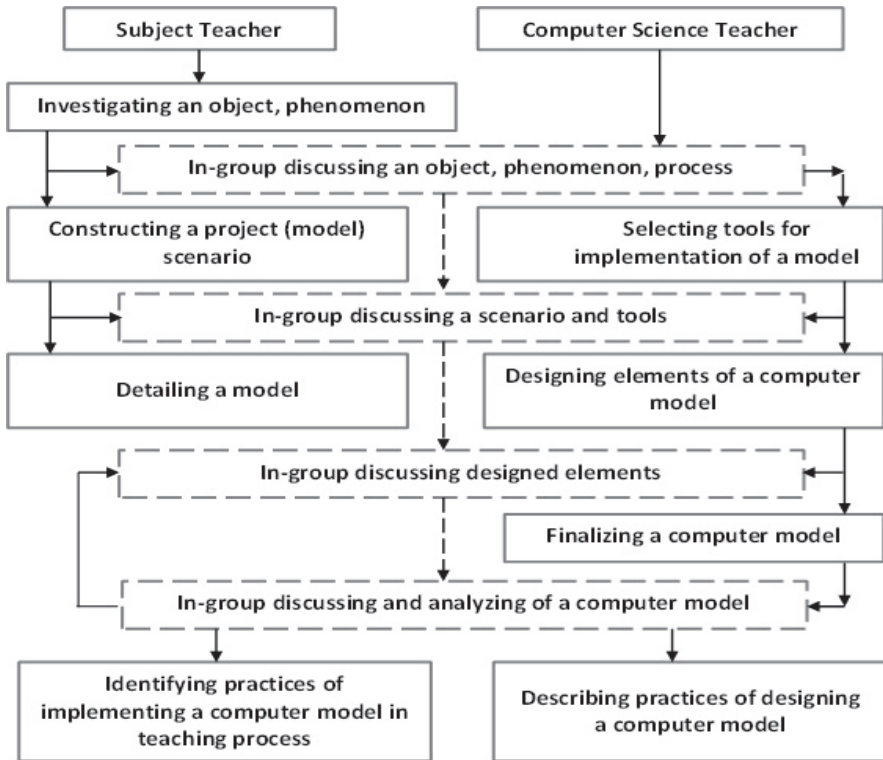 Subject Teacher
Computer Science Teacher
Investigating an object, phenomenon
In-group discussing an object, phenomenon, process
Constructing a project (model)
scenario
Selecting tools for
implementation of a model
In-group discussing a scenario and tools
Detailing a model
Designing elements of a computer
model
In-group discussing designed elements
Finalizing a computer model
In-group discussing and analyzing of a computer model
Identifying practices of
implementing a computer model in
teaching process
Describing practices of designing
a computer model